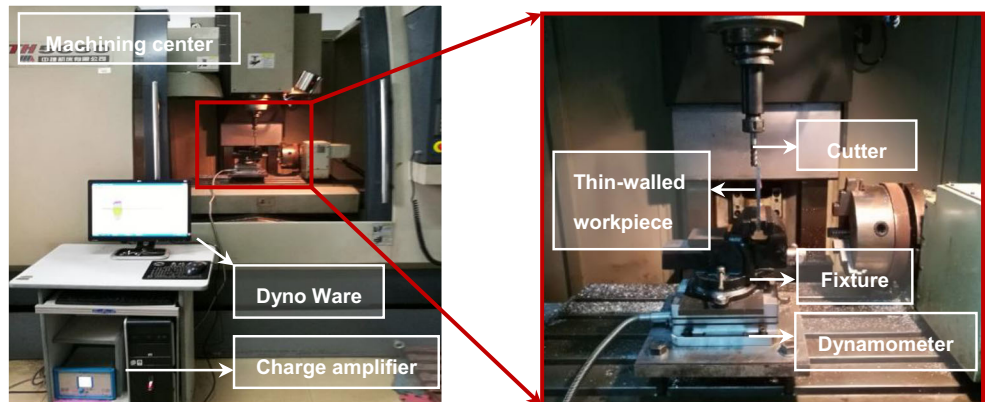 Machining center
Dyno Ware
Charge amplifier
Cutter
Thin-walled
workpiece
Fixture
Dynamometer